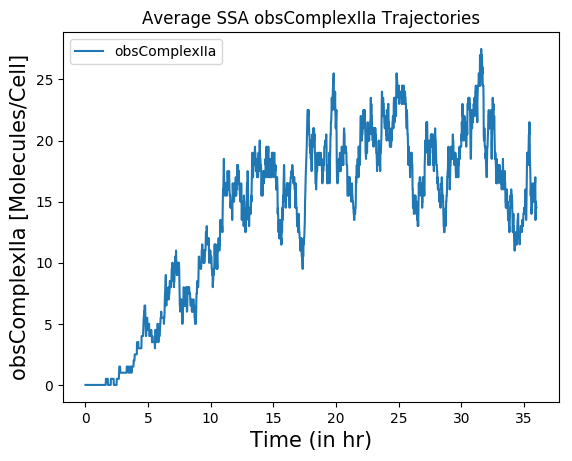 Average SSA obsComplexIIa Trajectories
obsComplexIIa
obsComplexIIa [Molecules/Cell]
25
20
15
10
5
0
0 5 10 15 20 25 30 35
Time (in hr)